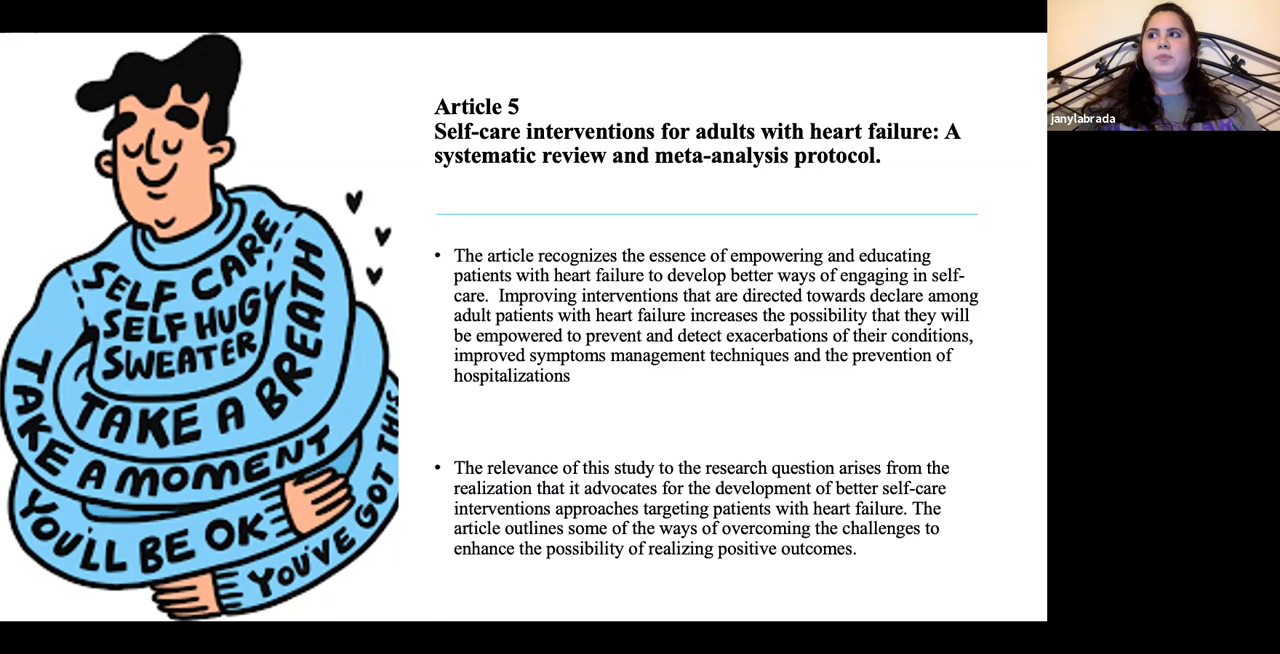 Article 5
Self-care interventions for adults with heart failure: A
systematic review and meta-analysis protocol.
• The article recognizes the essence of empowering and educating
patients with heart failure to develop better ways of engaging in self-
care.  Improving interventions that are directed towards declare among
adult patients with heart failure increases the possibility that they will
be empowered to prevent and detect exacerbations of their conditions,
improved symptoms management techniques and the prevention of
hospitalizations
• The relevance of this study to the research question arises from the
realization that it advocates for the development of better self-care
interventions approaches targeting patients with heart failure. The
article outlines some of the ways of overcoming the challenges to
enhance the possibility of realizing positive outcomes.
SELF CARE
SELF HUG
SWEATER
TAKE A BREATH
TAKE A MOMENT
YOU'LL BE OK
YOU'VE GOT THIS
janylabrada